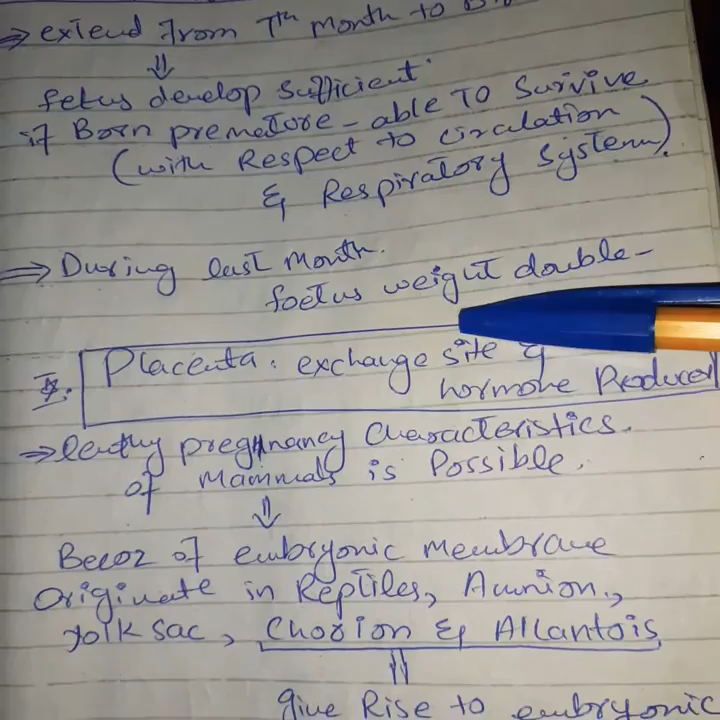 ⇒ extend From 7th month to
⇓
fetus develop sufficient
if Born premature - able To Survive
(with Respect to circulation
& Respiratory system).
⇒ During last month.
foetus weight double-
I. Placenta: exchange site &
hormone Producer
⇒ lenthy pregnancy characteristics.
of Mammals is Possible.
⇓
Becoz of embryonic membrane
originate in Reptiles, Amnion,
yolk sac, Chorion & Allantois
⇓
give Rise to embryonic